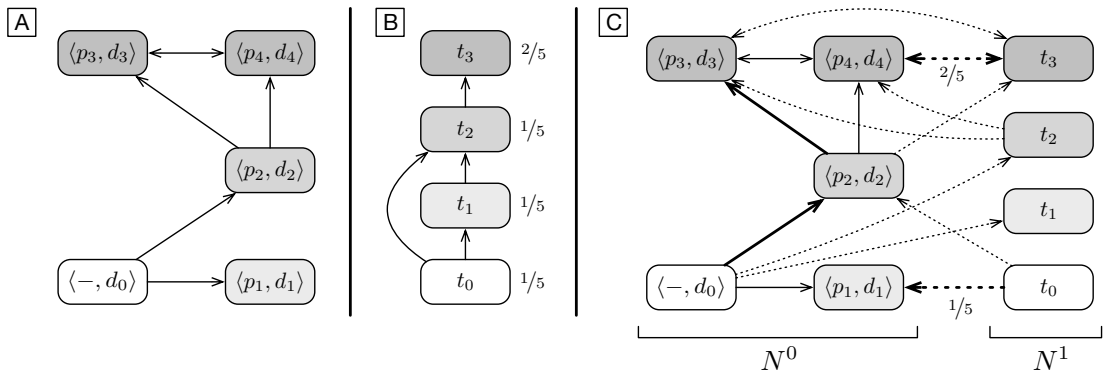 A
⟨p₃, d₃⟩
⟨p₄, d₄⟩
⟨p₂, d₂⟩
⟨−, d₀⟩
⟨p₁, d₁⟩
B
t₃
2/5
t₂
1/5
t₁
1/5
t₀
1/5
C
⟨p₃, d₃⟩
⟨p₄, d₄⟩
2/5
t₃
t₂
⟨p₂, d₂⟩
t₁
⟨−, d₀⟩
⟨p₁, d₁⟩
1/5
t₀
N⁰
N¹